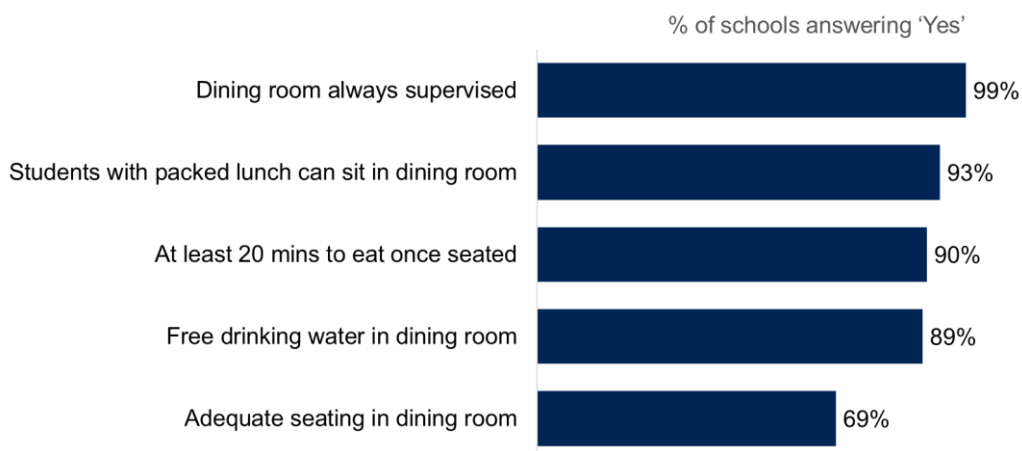 % of schools answering ‘Yes’
Dining room always supervised 99%
Students with packed lunch can sit in dining room 93%
At least 20 mins to eat once seated 90%
Free drinking water in dining room 89%
Adequate seating in dining room 69%